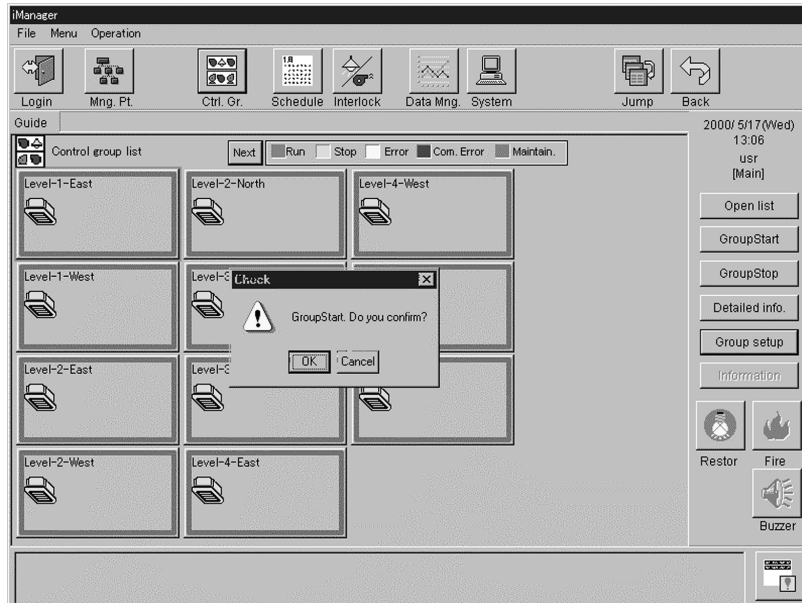 iManager
File Menu Operation
Login Mng. Pt. Ctrl. Gr. Schedule Interlock Data Mng. System Jump Back
Guide
2000/ 5/17(Wed)
13:06
usr
[Main]
Control group list
Next Run Stop Error Com. Error Maintain.
Level-1-East Level-2-North Level-4-West
Open list
GroupStart
Level-1-West Level-3
Check
GroupStop
GroupStart. Do you confirm?
Detailed info.
OK Cancel
Group setup
Level-2-East Level-3
Information
Restor Fire
Level-2-West Level-4-East
Buzzer